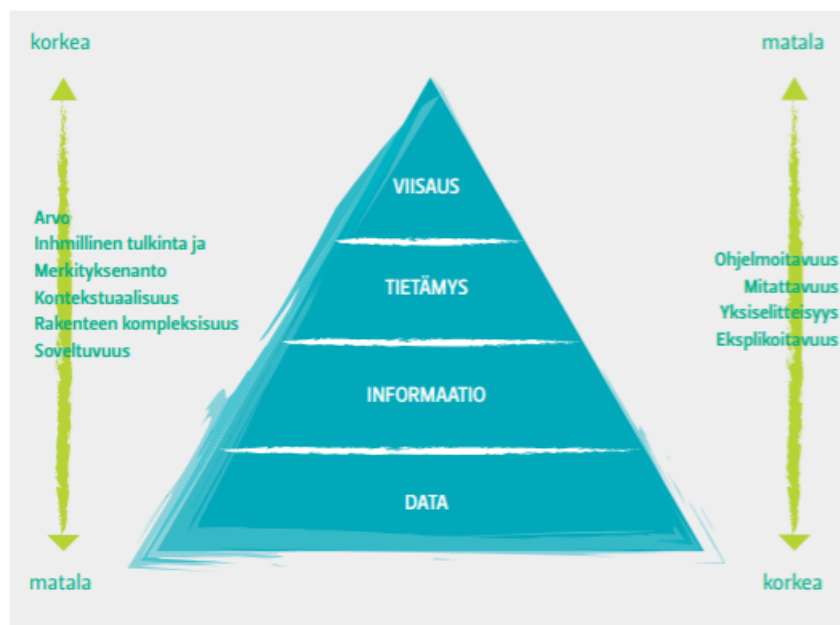 korkea
matala
Arvo
Inhmillinen tulkinta ja
Merkityksenanto
Kontekstuaalisuus
Rakenteen kompleksisuus
Soveltuvuus
VIISAUS
TIETÄMYS
INFORMAATIO
DATA
Ohjelmoitavuus
Mitattavuus
Yksiselitteisyys
Eksplikoitavuus
matala
korkea